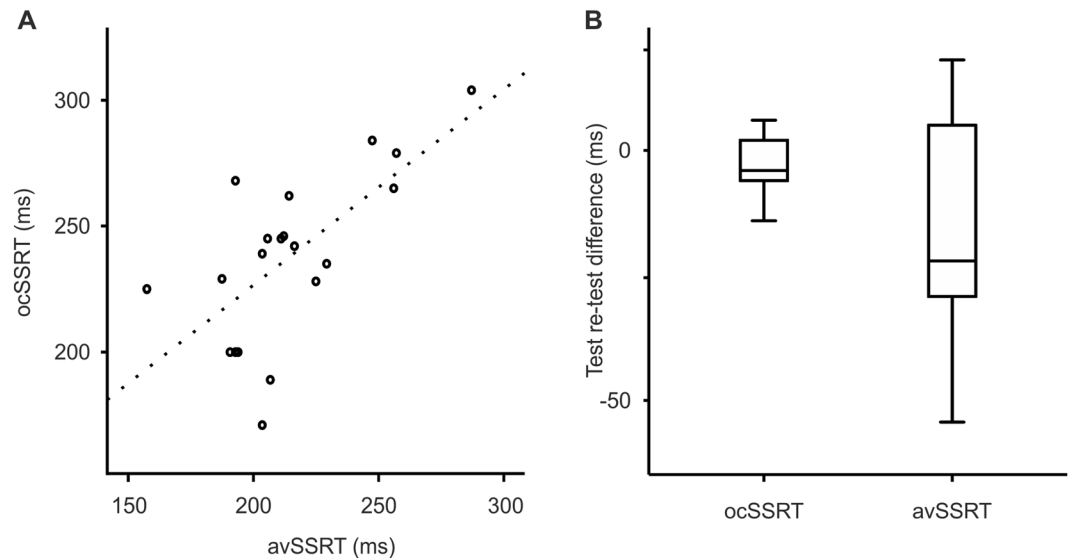 A
ocSSRT (ms)
300
250
200
150 200 250 300
avSSRT (ms)
B
Test re-test difference (ms)
0
-50
ocSSRT avSSRT